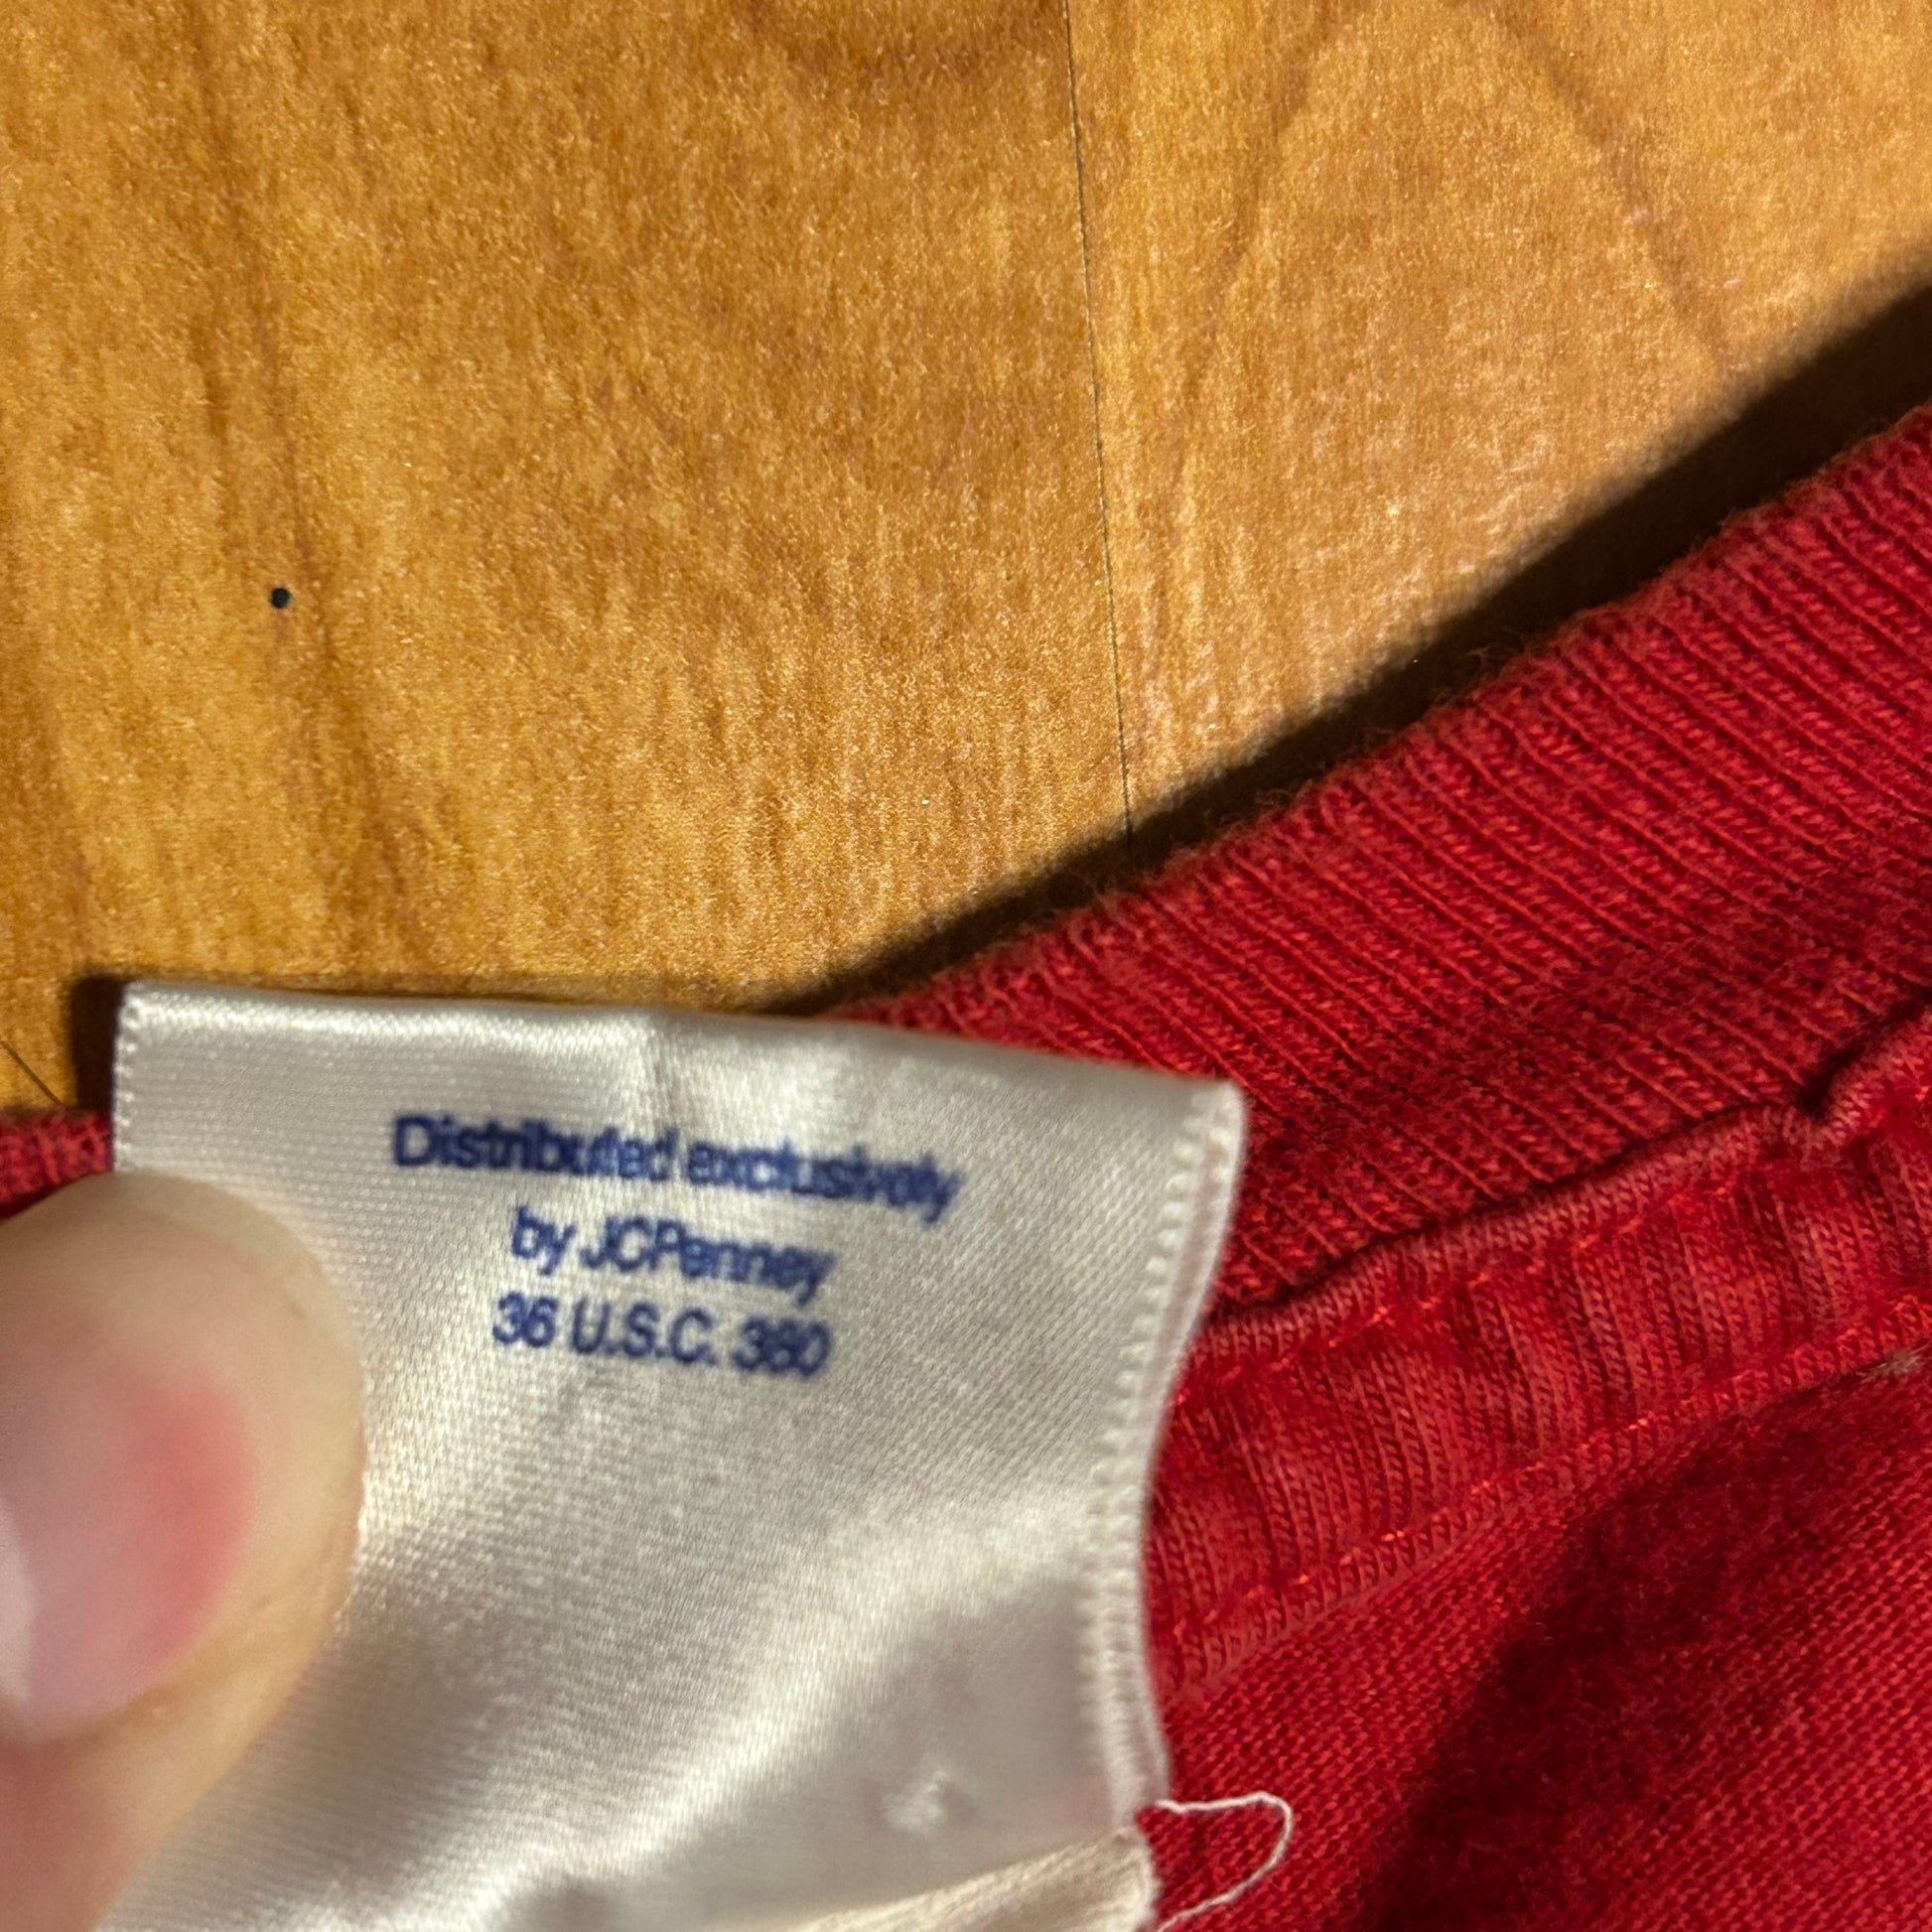 Distributed exclusively
by JCPenney
36 U.S.C. 380